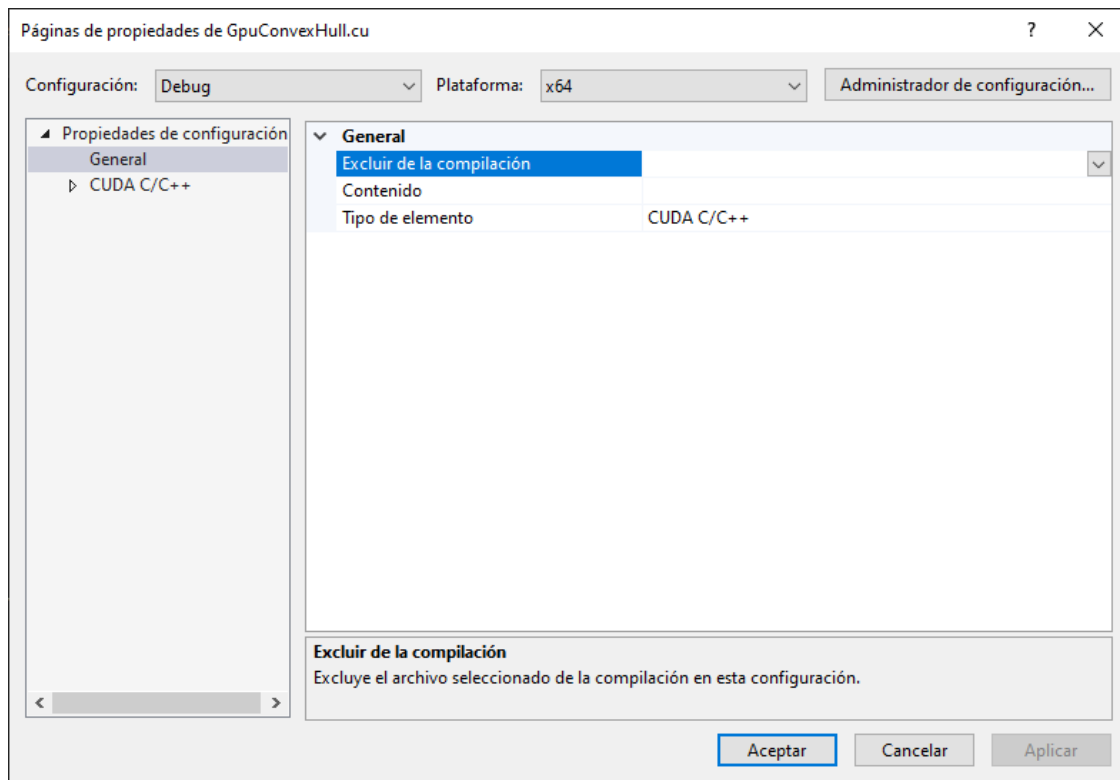 Páginas de propiedades de GpuConvexHull.cu
Configuración: Debug Plataforma: x64 Administrador de configuración...
Propiedades de configuración
General
CUDA C/C++
General
Excluir de la compilación
Contenido
Tipo de elemento CUDA C/C++
Excluir de la compilación
Excluye el archivo seleccionado de la compilación en esta configuración.
Aceptar Cancelar Aplicar